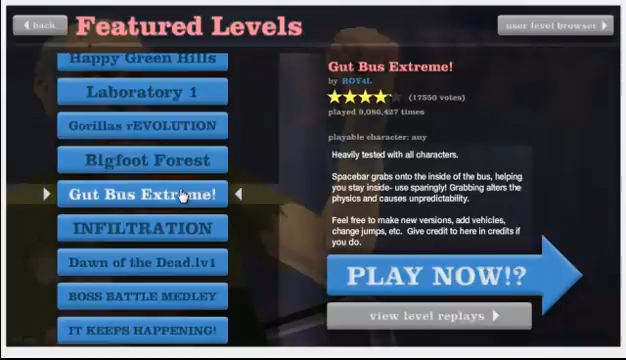 back
Featured Levels
user level browser
Happy Green Hills
Laboratory 1
Gorillas rEVOLUTION
Bigfoot Forest
Gut Bus Extreme!
INFILTRATION
Dawn of the Dead.lv1
BOSS BATTLE MEDLEY
IT KEEPS HAPPENING!
Gut Bus Extreme!
by ROY4L
(17550 votes)
played 9,086,427 times
playable character: any
Heavily tested with all characters.
Spacebar grabs onto the inside of the bus, helping
you stay inside- use sparingly! Grabbing alters the
physics and causes unpredictability.
Feel free to make new versions, add vehicles,
change jumps, etc. Give credit to here in credits if
you do.
PLAY NOW!?
view level replays